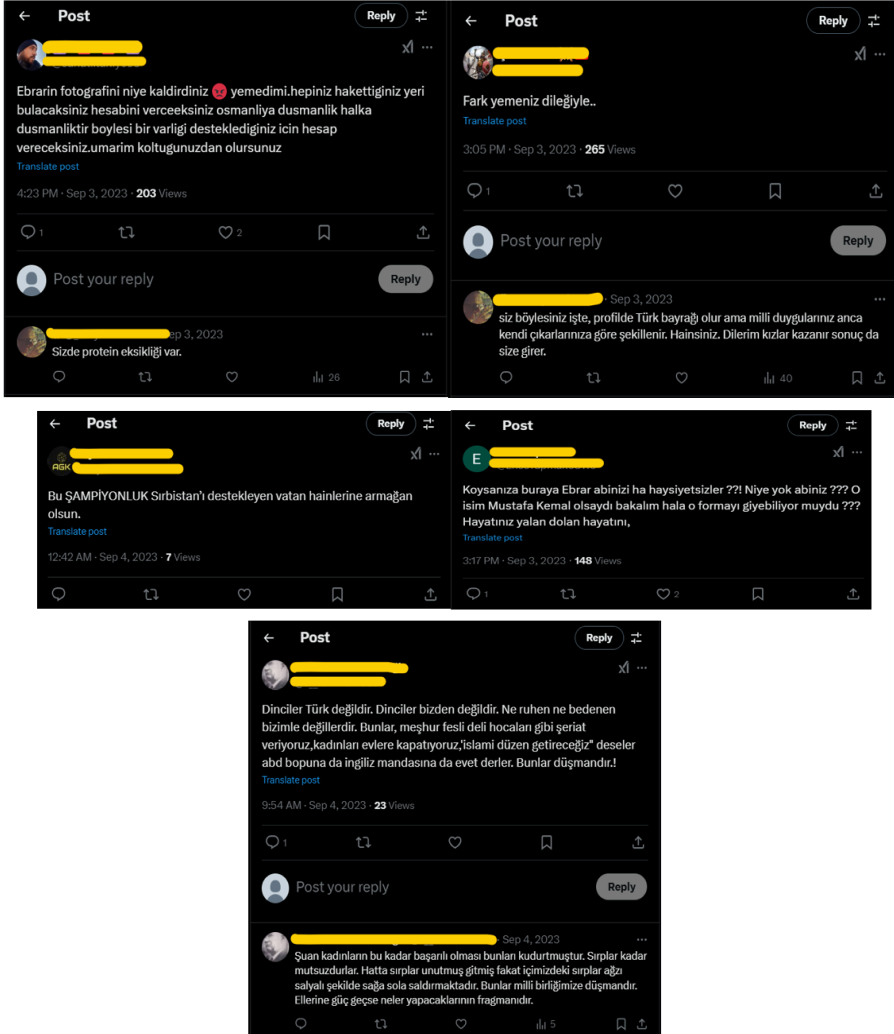 Post
Reply
Ebrarin fotografini niye kaldirdiniz 😡 yemedimi.hepiniz hakettiginiz yeri
bulacaksiniz hesabini verceeksiniz osmanliya dusmanlik halka
dusmanliktir boylesi bir varligi desteklediginiz icin hesap
vereceksiniz.umarim koltugunuzdan olursunuz
Translate post
4:23 PM · Sep 3, 2023 · 203 Views
1
2
Post your reply
Reply
ep 3, 2023
Sizde protein eksikliği var.
26
Post
Reply
Fark yemeniz dileğiyle..
Translate post
3:05 PM · Sep 3, 2023 · 265 Views
1
Post your reply
Reply
· Sep 3, 2023
siz böylesiniz işte, profilde Türk bayrağı olur ama milli duygularınız anca
kendi çıkarlarınıza göre şekillenir. Hainsiniz. Dilerim kızlar kazanır sonuç da
size girer.
40
Post
Reply
AGK
Bu ŞAMPİYONLUK Sırbistan'ı destekleyen vatan hainlerine armağan
olsun.
Translate post
12:42 AM · Sep 4, 2023 · 7 Views
Post
Reply
E
Koysanıza buraya Ebrar abinizi ha haysiyetsizler ??! Niye yok abiniz ??? O
isim Mustafa Kemal olsaydı bakalım hala o formayı giyebiliyor muydu ???
Hayatınız yalan dolan hayatını,
Translate post
3:17 PM · Sep 3, 2023 · 148 Views
1
2
Post
Reply
Dinciler Türk değildir. Dinciler bizden değildir. Ne ruhen ne bedenen
bizimle değillerdir. Bunlar, meşhur fesli deli hocaları gibi şeriat
veriyoruz,kadınları evlere kapatıyoruz,'islami düzen getireceğiz" deseler
abd bopuna da ingiliz mandasına da evet derler. Bunlar düşmandır.!
Translate post
9:54 AM · Sep 4, 2023 · 23 Views
1
Post your reply
Reply
· Sep 4, 2023
Şuan kadınların bu kadar başarılı olması bunları kudurtmuştur. Sırplar kadar
mutsuzdurlar. Hatta sırplar unutmuş gitmiş fakat içimizdeki sırplar ağzı
salyalı şekilde sağa sola saldırmaktadır. Bunlar milli birliğimize düşmandır.
Ellerine güç geçse neler yapacaklarının fragmanıdır.
5